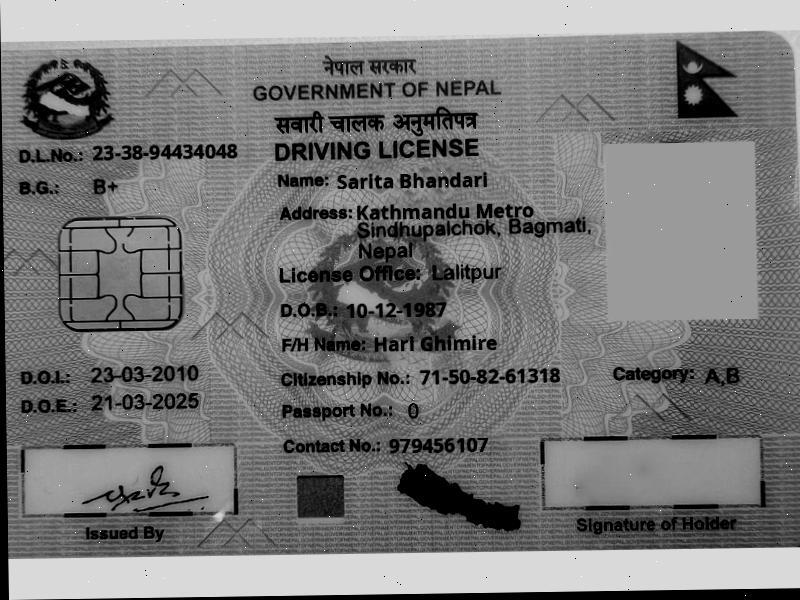 नेपाल सरकार
GOVERNMENT OF NEPAL
सवारी चालक अनुमतिपत्र
DRIVING LICENSE
D.L.No.: 23-38-94434048
B.G.: B+
Name: Sarita Bhandari
Address: Kathmandu Metro
Sindhupalchok, Bagmati,
Nepal
License Office: Lalitpur
D.O.B.: 10-12-1987
F/H Name: Hari Ghimire
D.O.I.: 23-03-2010
Citizenship No.: 71-50-82-61318
Category: A,B
D.O.E.: 21-03-2025
Passport No.: 0
Contact No.: 979456107
Issued By
Signature of Holder